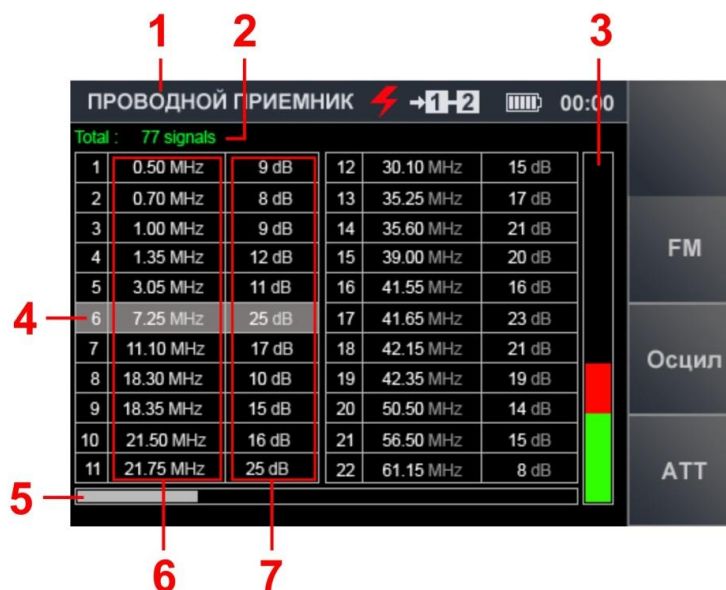 1 2 3
ПРОВОДНОЙ ПРИЕМНИК →1-2 00:00
Total : 77 signals
1 0.50 MHz 9 dB 12 30.10 MHz 15 dB
2 0.70 MHz 8 dB 13 35.25 MHz 17 dB
3 1.00 MHz 9 dB 14 35.60 MHz 21 dB
FM
4 1.35 MHz 12 dB 15 39.00 MHz 20 dB
5 3.05 MHz 11 dB 16 41.55 MHz 16 dB
4 6 7.25 MHz 25 dB 17 41.65 MHz 23 dB
7 11.10 MHz 17 dB 18 42.15 MHz 21 dB
Осцил
8 18.30 MHz 10 dB 19 42.35 MHz 19 dB
9 18.35 MHz 15 dB 20 50.50 MHz 14 dB
10 21.50 MHz 16 dB 21 56.50 MHz 15 dB
11 21.75 MHz 25 dB 22 61.15 MHz 8 dB
АТТ
5
6 7